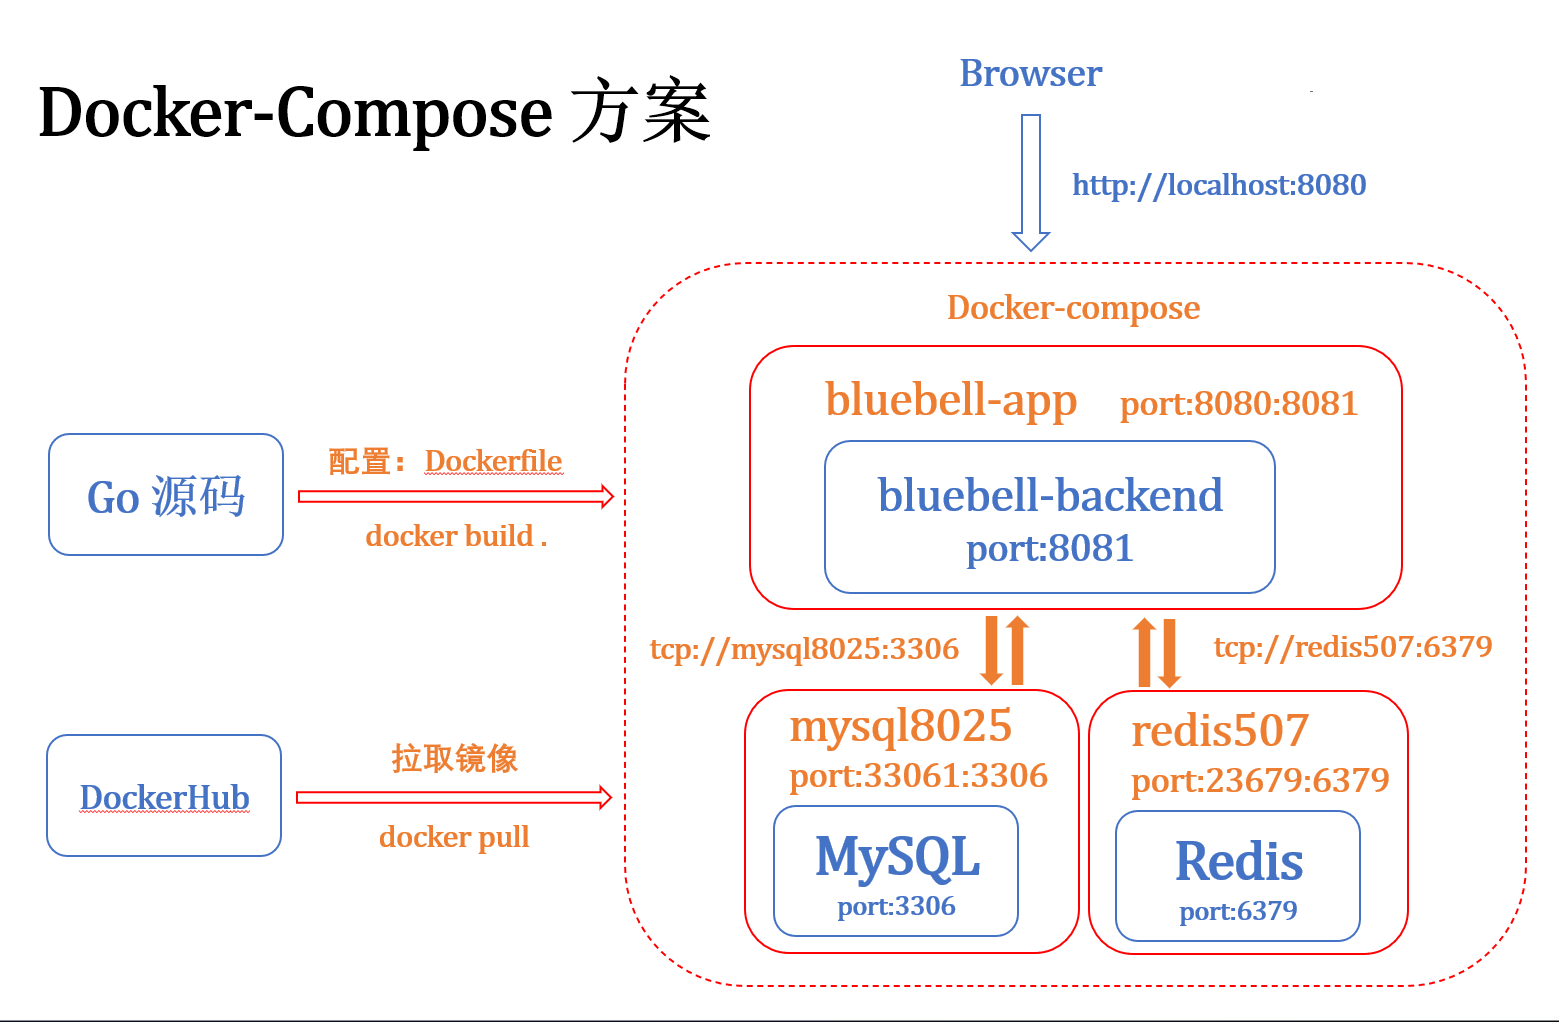 Docker-Compose 方案
Browser
http://localhost:8080
Docker-compose
bluebell-app port:8080:8081
bluebell-backend
port:8081
Go 源码
配置：Dockerfile
docker build .
tcp://mysql8025:3306
tcp://redis507:6379
mysql8025
port:33061:3306
MySQL
port:3306
redis507
port:23679:6379
Redis
port:6379
DockerHub
拉取镜像
docker pull